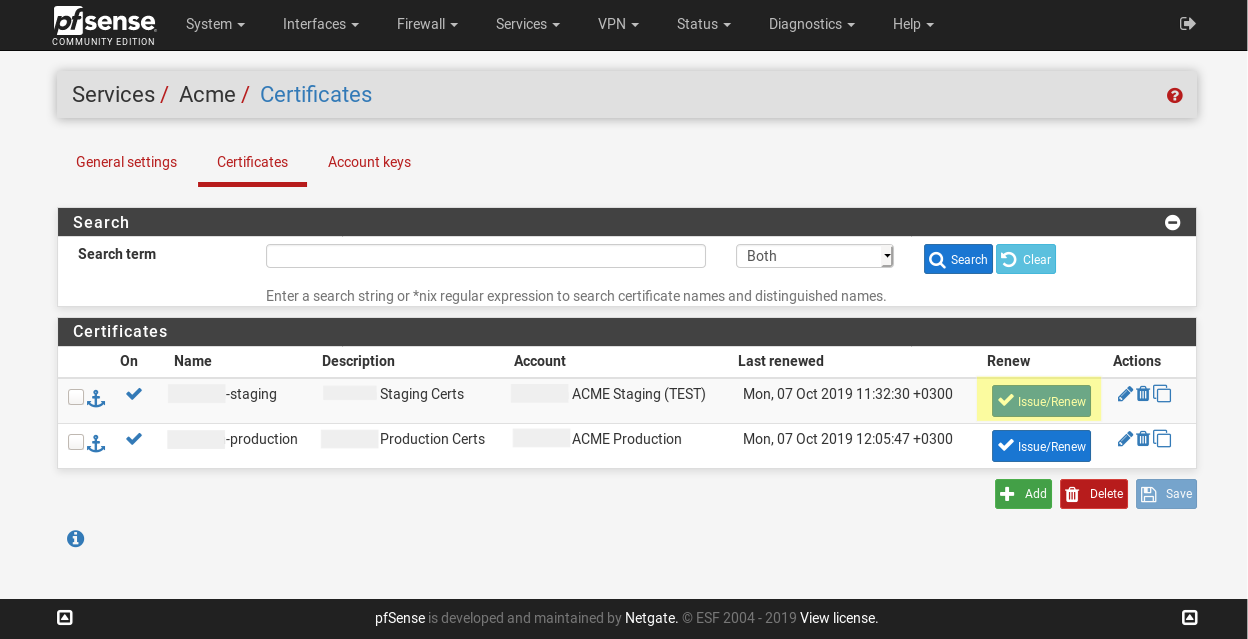 pfsense
COMMUNITY EDITION
System Interfaces Firewall Services VPN Status Diagnostics Help
Services / Acme / Certificates
General settings Certificates Account keys
Search
Search term Both Search Clear
Enter a search string or *nix regular expression to search certificate names and distinguished names.
Certificates
On Name Description Account Last renewed Renew Actions
-staging Staging Certs ACME Staging (TEST) Mon, 07 Oct 2019 11:32:30 +0300 Issue/Renew
-production Production Certs ACME Production Mon, 07 Oct 2019 12:05:47 +0300 Issue/Renew
Add Delete Save
pfSense is developed and maintained by Netgate. © ESF 2004 - 2019 View license.